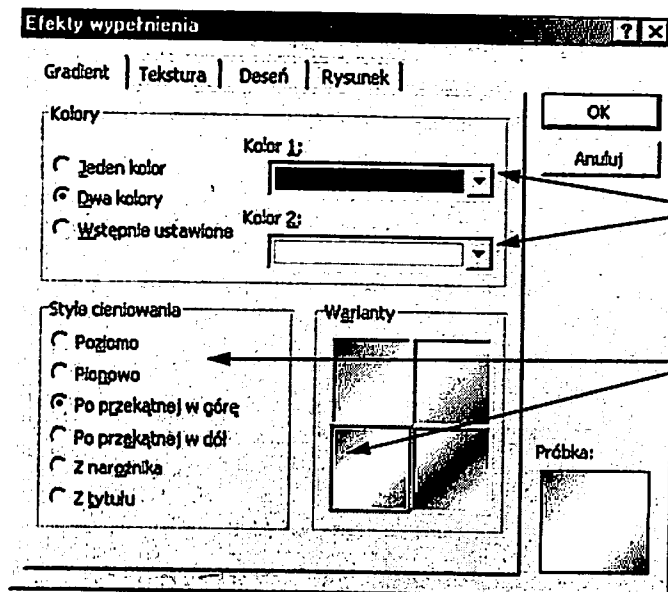 Efekty wypełnienia
Gradient Tekstura Deseń Rysunek
OK
Anuluj
Kolory
Jeden kolor
Dwa kolory
Wstępnie ustawione
Kolor 1:
Kolor 2:
Style cieniowania
Poziomo
Pionowo
Po przekątnej w górę
Po przekątnej w dół
Z narożnika
Z tytułu
Warianty
Próbka: